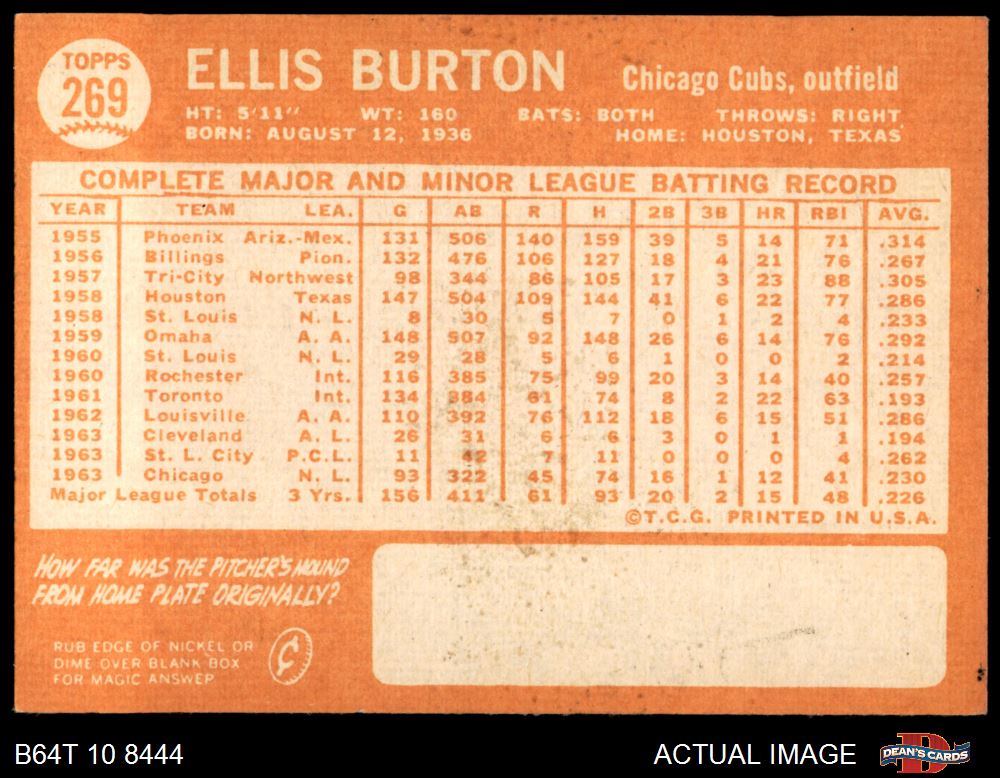 TOPPS
269
ELLIS BURTON Chicago Cubs, outfield
HT: 5'11" WT: 160 BATS: BOTH THROWS: RIGHT
BORN: AUGUST 12, 1936 HOME: HOUSTON, TEXAS
COMPLETE MAJOR AND MINOR LEAGUE BATTING RECORD
YEAR TEAM LEA. G AB R H 2B 3B HR RBI AVG.
1955 Phoenix Ariz.-Mex. 131 506 140 159 39 5 14 71 .314
1956 Billings Pion. 132 476 106 127 18 4 21 76 .267
1957 Tri-City Northwest 98 344 86 105 17 3 23 88 .305
1958 Houston Texas 147 504 109 144 41 6 22 77 .286
1958 St. Louis N. L. 8 30 5 7 0 1 2 4 .233
1959 Omaha A. A. 148 507 92 148 26 6 14 76 .292
1960 St. Louis N. L. 29 28 5 6 1 0 0 2 .214
1960 Rochester Int. 116 385 75 99 20 3 14 40 .257
1961 Toronto Int. 134 384 61 74 8 2 22 63 .193
1962 Louisville A. A. 110 392 76 112 18 6 15 51 .286
1963 Cleveland A. L. 26 31 6 6 3 0 1 1 .194
1963 St. L. City P.C.L. 11 42 7 11 0 0 0 4 .262
1963 Chicago N. L. 93 322 45 74 16 1 12 41 .230
Major League Totals 3 Yrs. 156 411 61 93 20 2 15 48 .226
©T.C.G. PRINTED IN U.S.A.
HOW FAR WAS THE PITCHER'S MOUND
FROM HOME PLATE ORIGINALLY?
RUB EDGE OF NICKEL OR
DIME OVER BLANK BOX
FOR MAGIC ANSWER
¢
B64T 10 8444 ACTUAL IMAGE DEAN'S CARDS